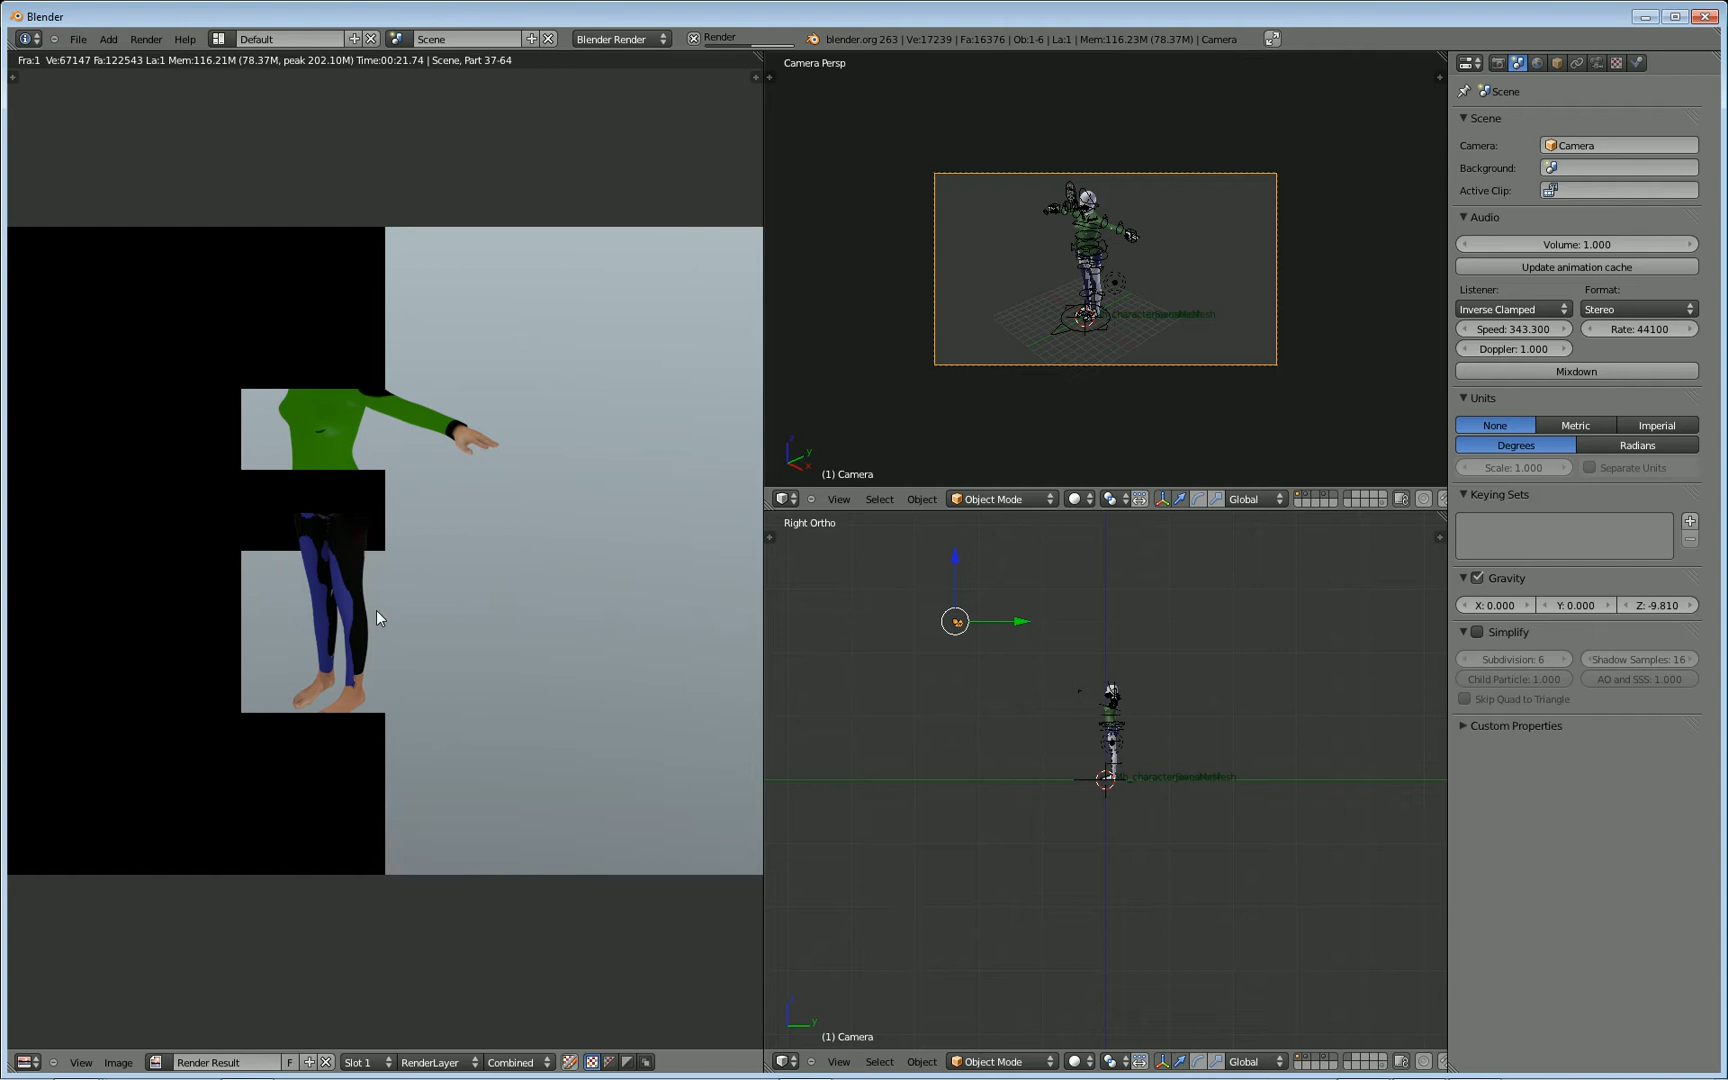 Blender
File Add Render Help Default Scene Blender Render Render blender.org 263 | Ve:17239 | Fa:16376 | Ob:1-6 | La:1 | Mem:116.23M (78.37M) | Camera
Fra:1 Ve:67147 Fa:122543 La:1 Mem:116.21M (78.37M, peak 202.10M) Time:00:21.74 | Scene, Part 37-64
Camera Persp
Scene
Scene
Camera: Camera
Background:
Active Clip:
Audio
Volume: 1.000
Update animation cache
Listener: Format:
Inverse Clamped Stereo
Speed: 343.300 Rate: 44100
Doppler: 1.000
Mixdown
Units
None Metric Imperial
Degrees Radians
Scale: 1.000 Separate Units
Keying Sets
Gravity
X: 0.000 Y: 0.000 Z: -9.810
Simplify
Subdivision: 6 Shadow Samples: 16
Child Particle: 1.000 AO and SSS: 1.000
Skip Quad to Triangle
Custom Properties
z y x
(1) Camera
View Select Object Object Mode Global
Right Ortho
y
(1) Camera
View Image Render Result F Slot 1 RenderLayer Combined
View Select Object Object Mode Global